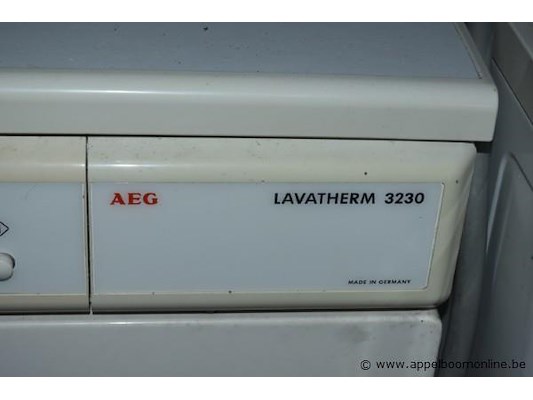 AEG LAVATHERM 3230
MADE IN GERMANY
© www.appelboomonline.be